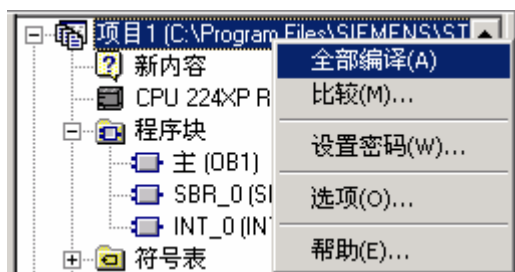 项目1 (C:\Program Files\SIEMENS\ST
新内容
CPU 224XP R
程序块
主 (OB1)
SBR_0 (S
INT_0 (IN
符号表
全部编译(A)
比较(M)...
设置密码(W)...
选项(O)...
帮助(E)...